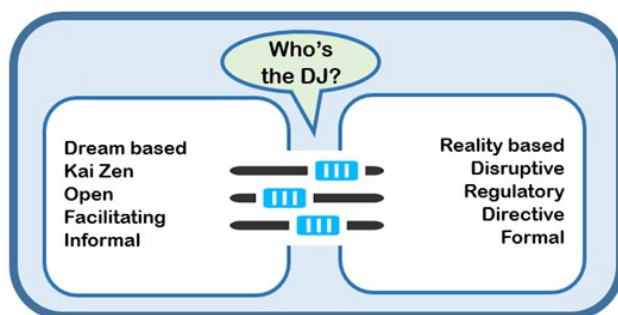 Who's
the DJ?
Dream based
Kai Zen
Open
Facilitating
Informal
Reality based
Disruptive
Regulatory
Directive
Formal